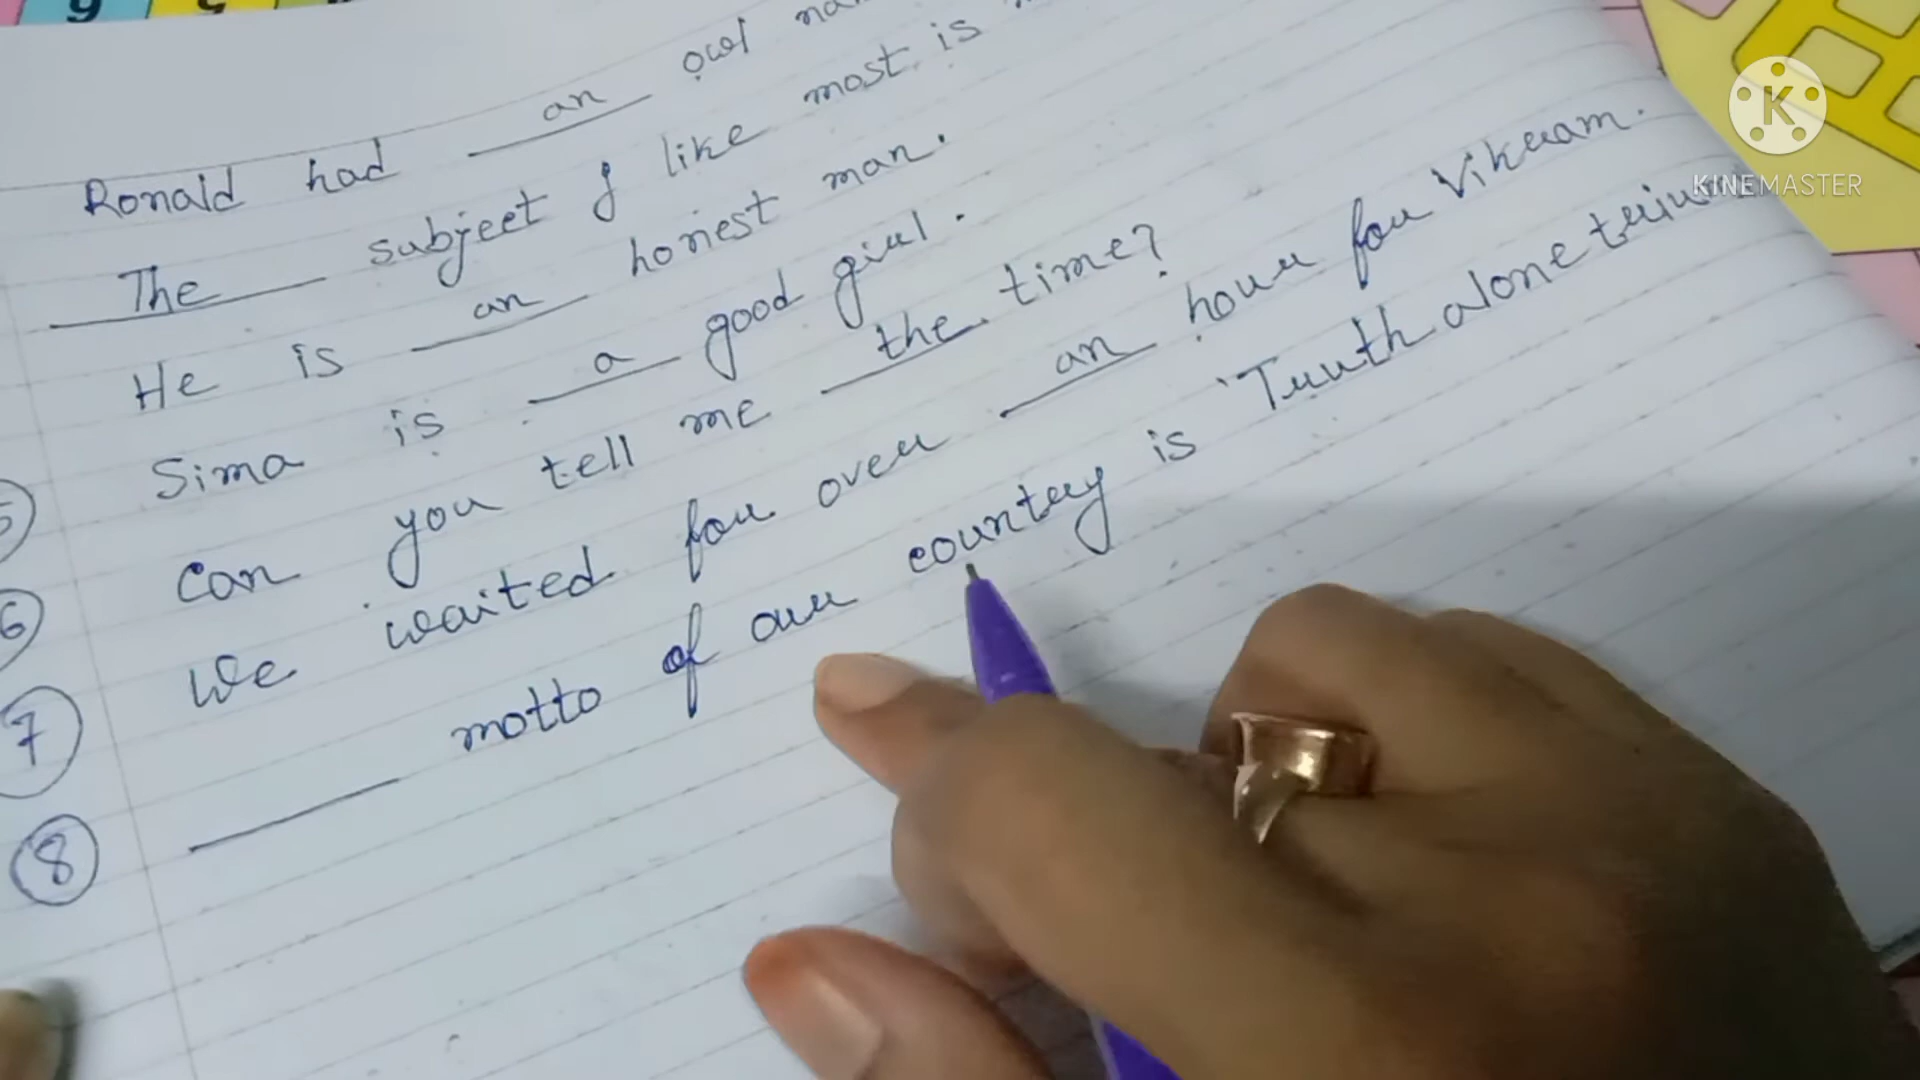 Ronald had an owl
The subject I like most is
He is an honest man.
Sima is a good girl.
5
Can you tell me the time?
6
We waited for over an hour for Vikram.
7
____ motto of our country is 'Truth alone
8
K
KINEMASTER